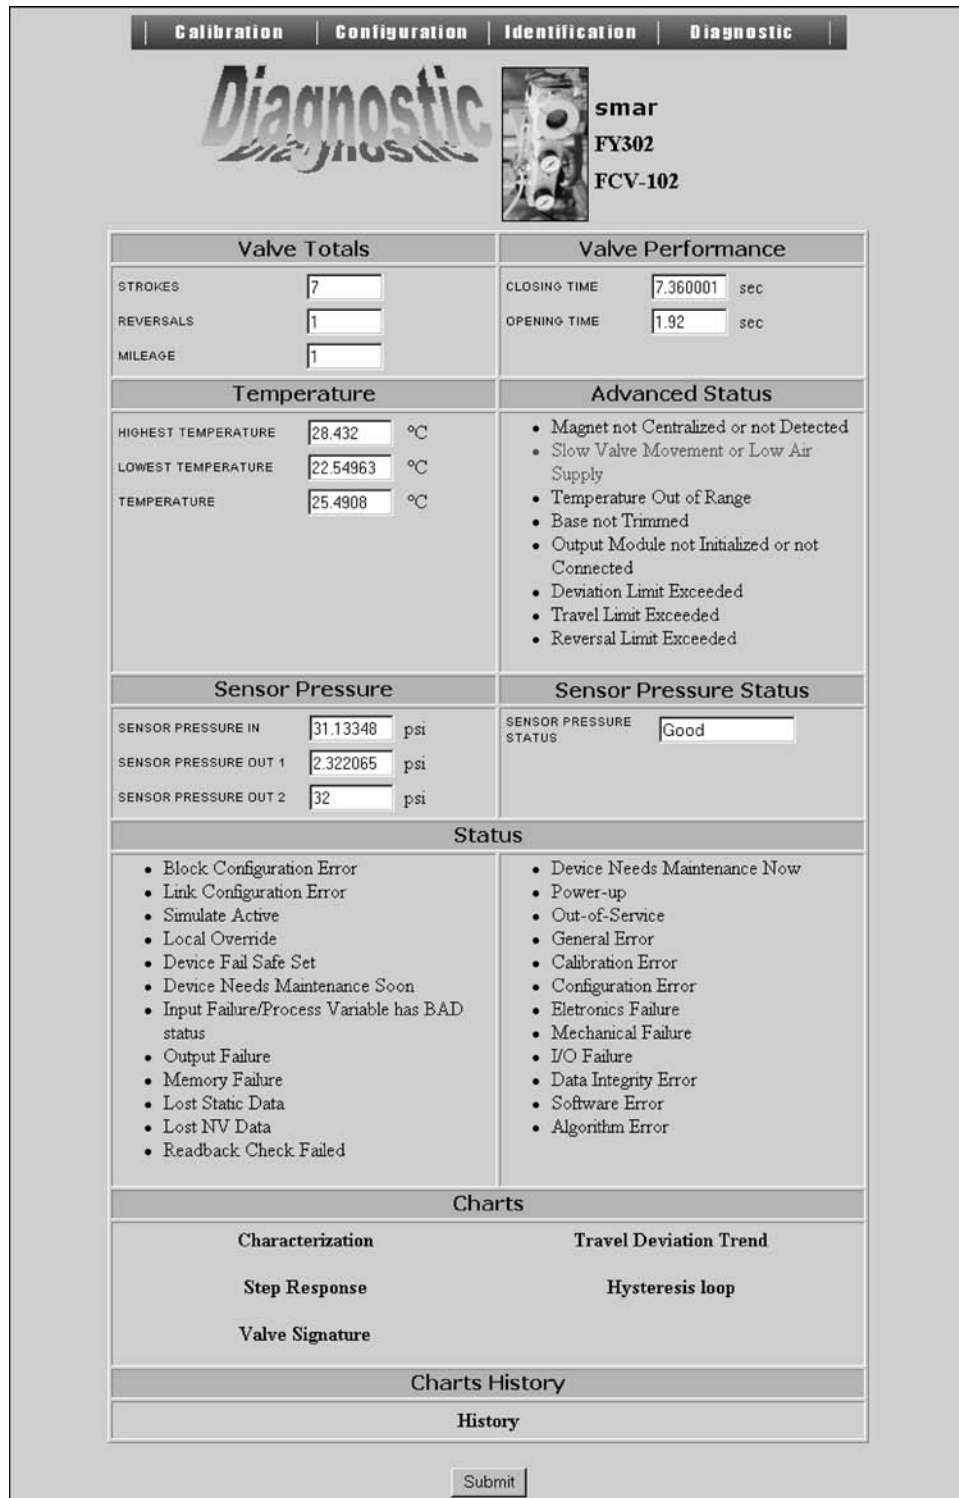 Calibration | Configuration | Identification | Diagnostic
Diagnostic
smar
FY302
FCV-102
Valve Totals
STROKES 7
REVERSALS 1
MILEAGE 1
Valve Performance
CLOSING TIME 7.360001 sec
OPENING TIME 1.92 sec
Temperature
HIGHEST TEMPERATURE 28.432 °C
LOWEST TEMPERATURE 22.54963 °C
TEMPERATURE 25.4908 °C
Advanced Status
• Magnet not Centralized or not Detected
• Slow Valve Movement or Low Air
Supply
• Temperature Out of Range
• Base not Trimmed
• Output Module not Initialized or not
Connected
• Deviation Limit Exceeded
• Travel Limit Exceeded
• Reversal Limit Exceeded
Sensor Pressure
SENSOR PRESSURE IN 31.13348 psi
SENSOR PRESSURE OUT 1 2.322065 psi
SENSOR PRESSURE OUT 2 32 psi
Sensor Pressure Status
SENSOR PRESSURE
STATUS Good
Status
• Block Configuration Error
• Link Configuration Error
• Simulate Active
• Local Override
• Device Fail Safe Set
• Device Needs Maintenance Soon
• Input Failure/Process Variable has BAD
status
• Output Failure
• Memory Failure
• Lost Static Data
• Lost NV Data
• Readback Check Failed
• Device Needs Maintenance Now
• Power-up
• Out-of-Service
• General Error
• Calibration Error
• Configuration Error
• Eletronics Failure
• Mechanical Failure
• I/O Failure
• Data Integrity Error
• Software Error
• Algorithm Error
Charts
Characterization
Travel Deviation Trend
Step Response
Hysteresis loop
Valve Signature
Charts History
History
Submit